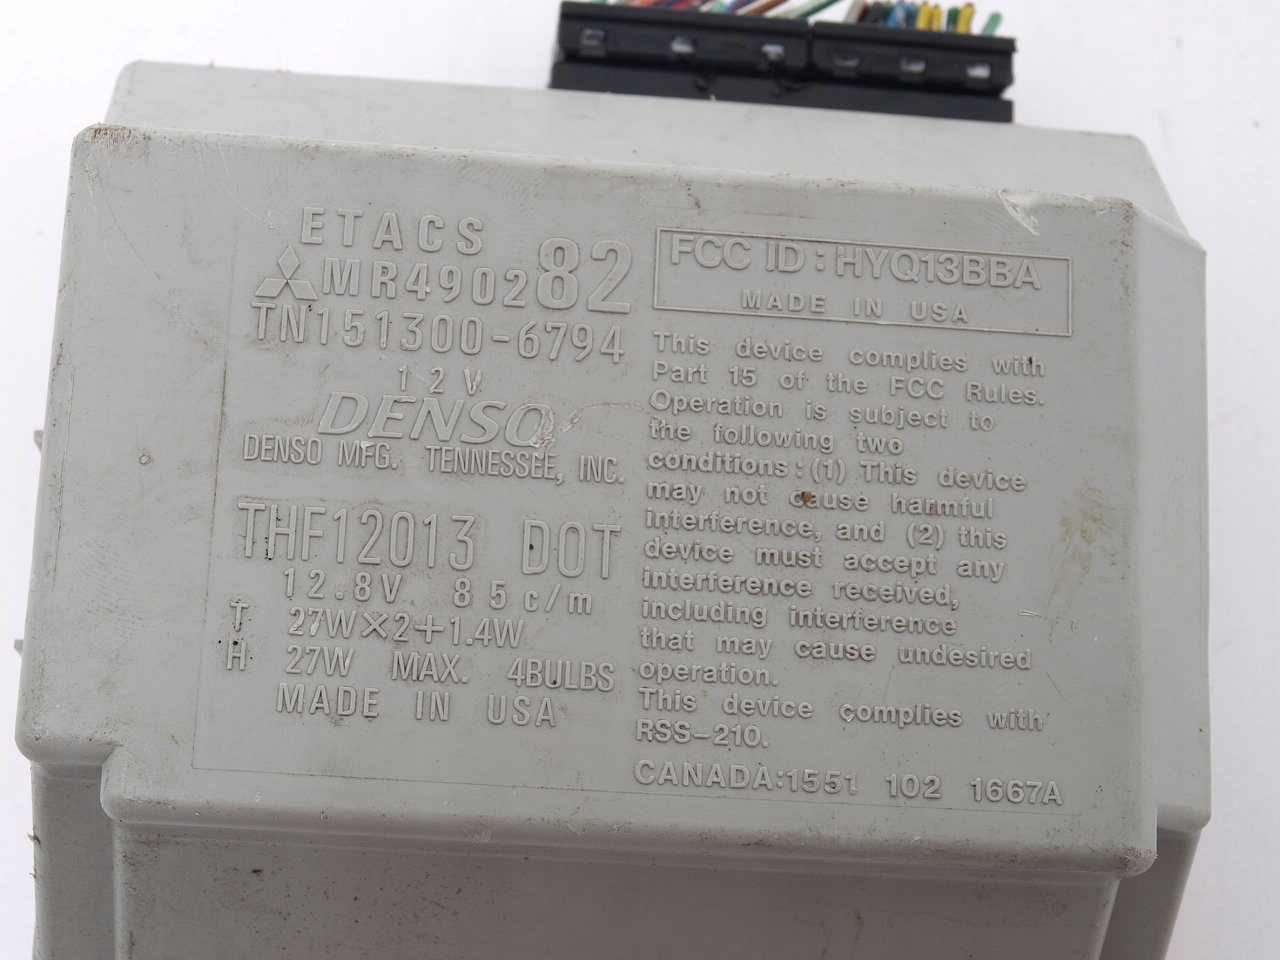 ETACS
MR490282
TN151300-6794
12V
DENSO
DENSO MFG. TENNESSEE, INC.
THF12013 DOT
12.8V 85c/m
T 27W×2+1.4W
H 27W MAX. 4BULBS
MADE IN USA
FCC ID : HYQ13BBA
MADE IN USA
This device complies with
Part 15 of the FCC Rules.
Operation is subject to
the following two
conditions : (1) This device
may not cause harmful
interference, and (2) this
device must accept any
interference received,
including interference
that may cause undesired
operation.
This device complies with
RSS-210.
CANADA:1551 102 1667A